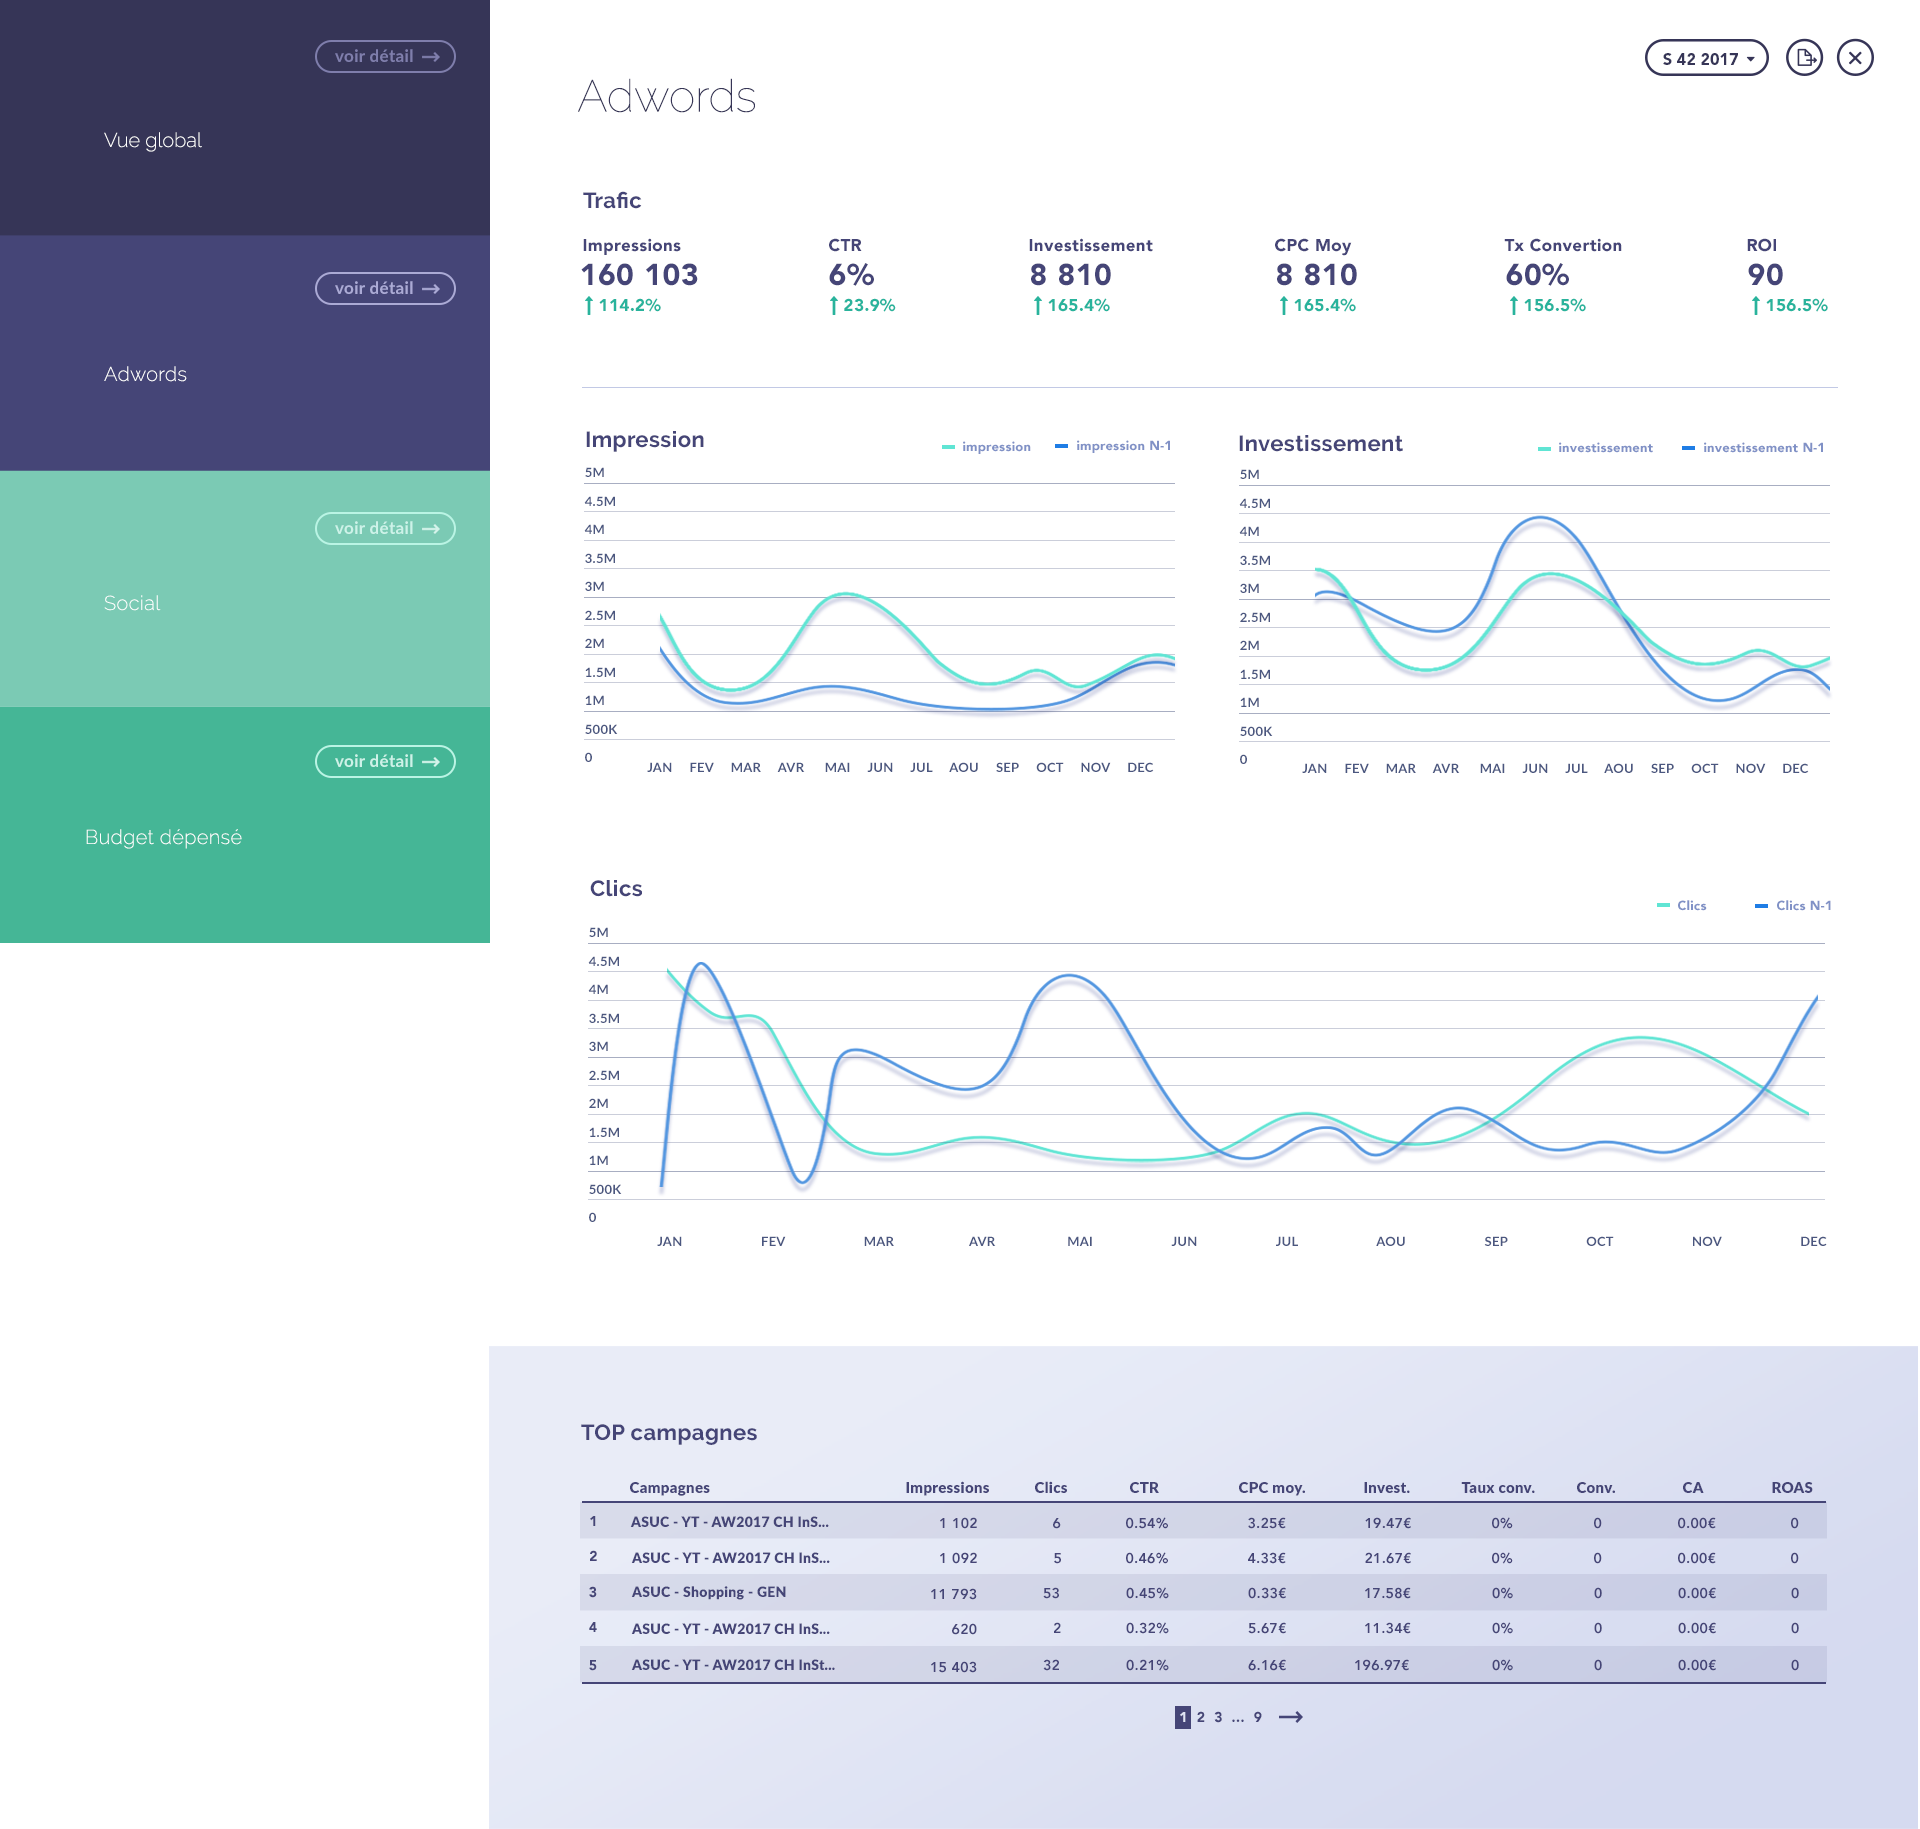 voir détail →
Vue global
voir détail →
Adwords
voir détail →
Social
voir détail →
Budget dépensé
S 42 2017
Adwords
Trafic
Impressions CTR Investissement CPC Moy Tx Convertion ROI
160 103 6% 8 810 8 810 60% 90
↑ 114.2% ↑ 23.9% ↑ 165.4% ↑ 165.4% ↑ 156.5% ↑ 156.5%
Impression
impression impression N-1
5M
4.5M
4M
3.5M
3M
2.5M
2M
1.5M
1M
500K
0
JAN FEV MAR AVR MAI JUN JUL AOU SEP OCT NOV DEC
Investissement
investissement investissement N-1
5M
4.5M
4M
3.5M
3M
2.5M
2M
1.5M
1M
500K
0
JAN FEV MAR AVR MAI JUN JUL AOU SEP OCT NOV DEC
Clics
Clics Clics N-1
5M
4.5M
4M
3.5M
3M
2.5M
2M
1.5M
1M
500K
0
JAN FEV MAR AVR MAI JUN JUL AOU SEP OCT NOV DEC
TOP campagnes
Campagnes Impressions Clics CTR CPC moy. Invest. Taux conv. Conv. CA ROAS
1 ASUC - YT - AW2017 CH InS... 1 102 6 0.54% 3.25€ 19.47€ 0% 0 0.00€ 0
2 ASUC - YT - AW2017 CH InS... 1 092 5 0.46% 4.33€ 21.67€ 0% 0 0.00€ 0
3 ASUC - Shopping - GEN 11 793 53 0.45% 0.33€ 17.58€ 0% 0 0.00€ 0
4 ASUC - YT - AW2017 CH InS... 620 2 0.32% 5.67€ 11.34€ 0% 0 0.00€ 0
5 ASUC - YT - AW2017 CH InSt... 15 403 32 0.21% 6.16€ 196.97€ 0% 0 0.00€ 0
1 2 3 ... 9 →